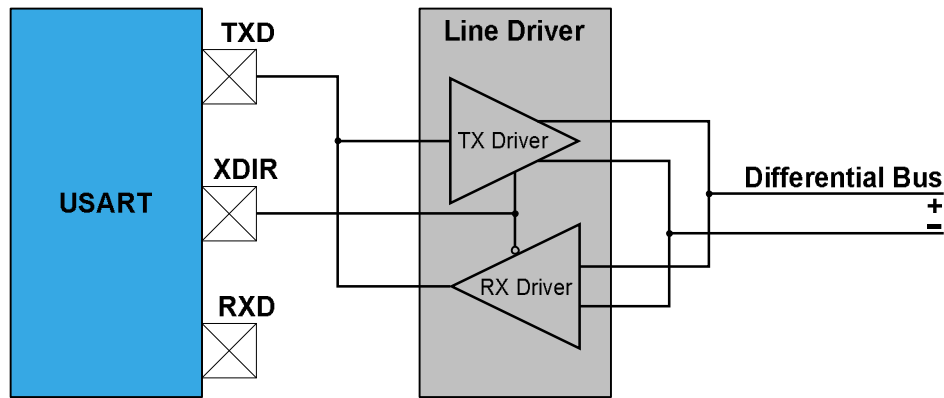 TXD
Line Driver
TX Driver
XDIR
USART
Differential Bus
+
-
RX Driver
RXD